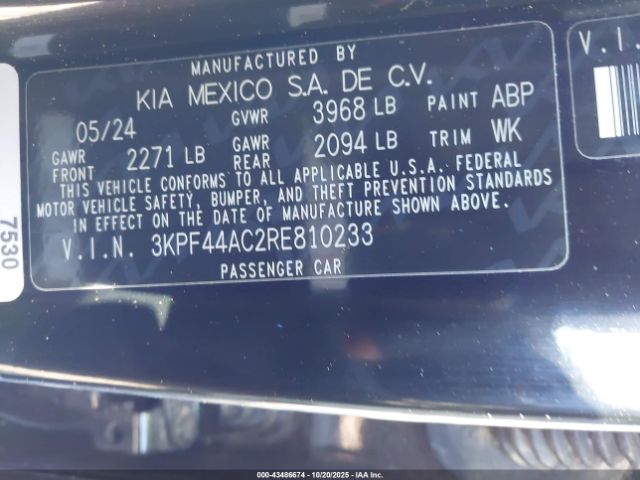 MANUFACTURED BY
KIA MEXICO S.A. DE C.V.
05/24 GVWR 3968 LB PAINT ABP
GAWR FRONT 2271 LB GAWR REAR 2094 LB TRIM WK
THIS VEHICLE CONFORMS TO ALL APPLICABLE U.S.A. FEDERAL
MOTOR VEHICLE SAFETY, BUMPER, AND THEFT PREVENTION STANDARDS
IN EFFECT ON THE DATE OF MANUFACTURE SHOWN ABOVE.
V.I.N. 3KPF44AC2RE810233
PASSENGER CAR
7530
V.I.
000-43486674 | 10/20/2025 | IAA Inc.